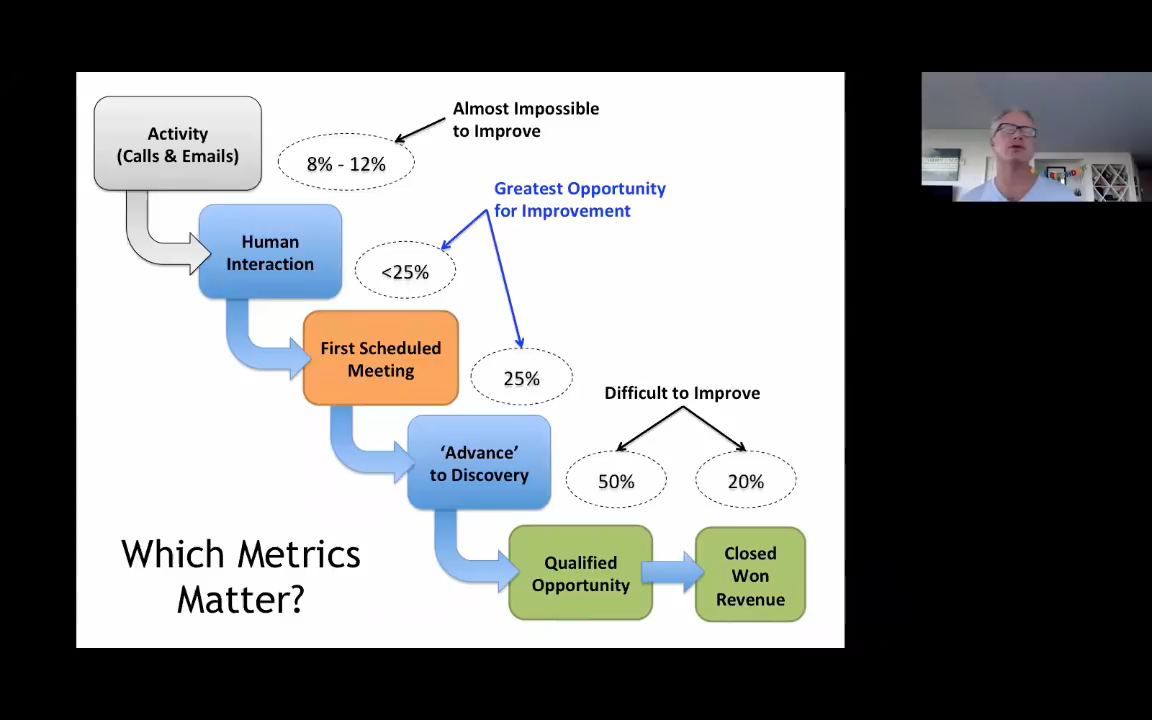 Activity
(Calls & Emails)
8% - 12%
Almost Impossible
to Improve
Greatest Opportunity
for Improvement
Human
Interaction
<25%
First Scheduled
Meeting
25%
Difficult to Improve
‘Advance’
to Discovery
50%
20%
Qualified
Opportunity
Closed
Won
Revenue
Which Metrics
Matter?